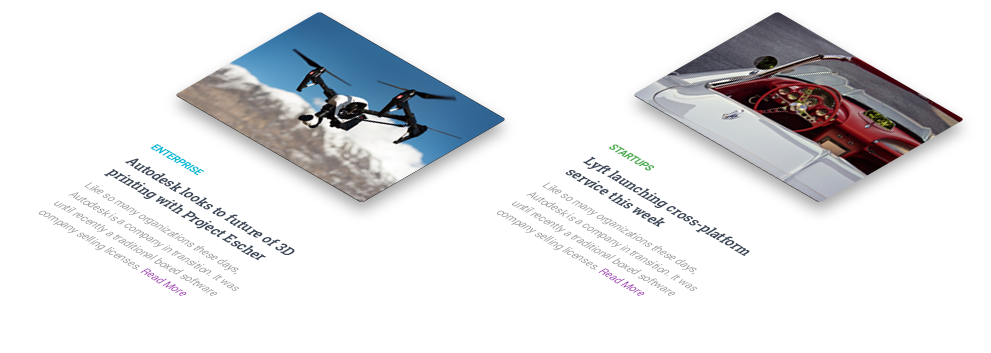 ENTERPRISE
Autodesk looks to future of 3D
printing with Project Escher
Like so many organizations these days,
Autodesk is a company in transition. It was
until recently a traditional boxed software
company selling licenses. Read More
STARTUPS
Lyft launching cross-platform
service this week
Like so many organizations these days,
Autodesk is a company in transition. It was
until recently a traditional boxed software
company selling licenses. Read More